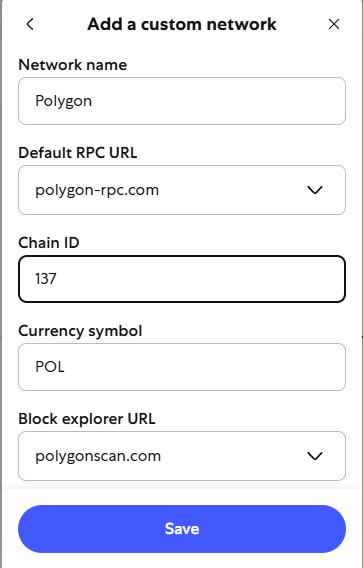 Add a custom network
Network name
Polygon
Default RPC URL
polygon-rpc.com
Chain ID
137
Currency symbol
POL
Block explorer URL
polygonscan.com
Save